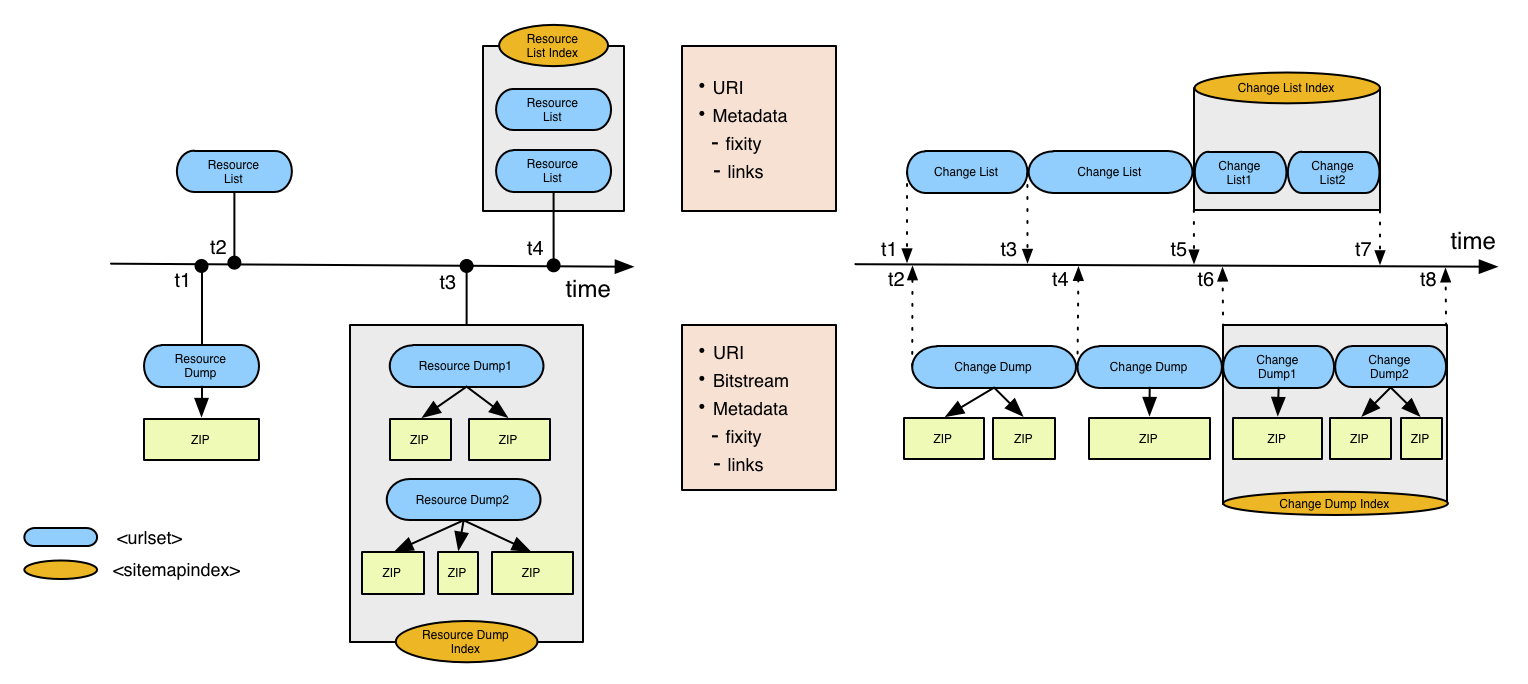 Resource
List Index
Resource
List
Resource
List
Resource
List
t2
t4
t1
t3
time
Resource
Dump
ZIP
Resource Dump1
ZIP
ZIP
Resource Dump2
ZIP
ZIP
ZIP
Resource Dump
Index
<urlset>
<sitemapindex>
• URI
• Metadata
- fixity
- links
• URI
• Bitstream
• Metadata
- fixity
- links
Change List Index
Change List
Change List
Change
List1
Change
List2
t1
t3
t5
t7
time
t2
t4
t6
t8
Change Dump
Change Dump
Change
Dump1
Change
Dump2
ZIP
ZIP
ZIP
ZIP
ZIP
ZIP
Change Dump Index